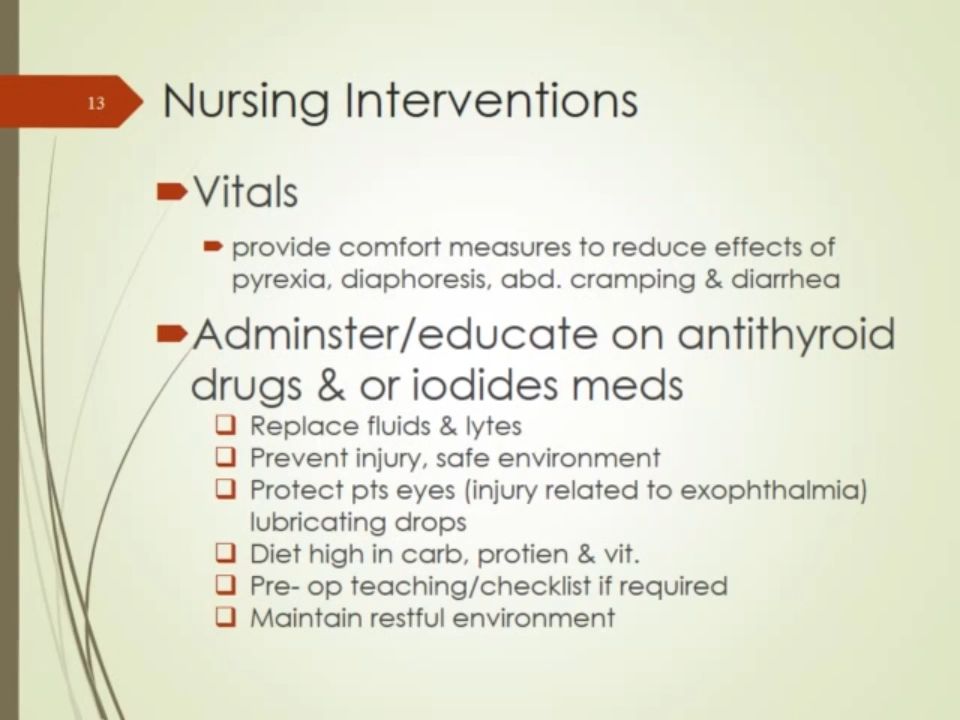 13
Nursing Interventions
Vitals
provide comfort measures to reduce effects of
pyrexia, diaphoresis, abd. cramping & diarrhea
Adminster/educate on antithyroid
drugs & or iodides meds
Replace fluids & lytes
Prevent injury, safe environment
Protect pts eyes (injury related to exophthalmia)
lubricating drops
Diet high in carb, protien & vit.
Pre- op teaching/checklist if required
Maintain restful environment